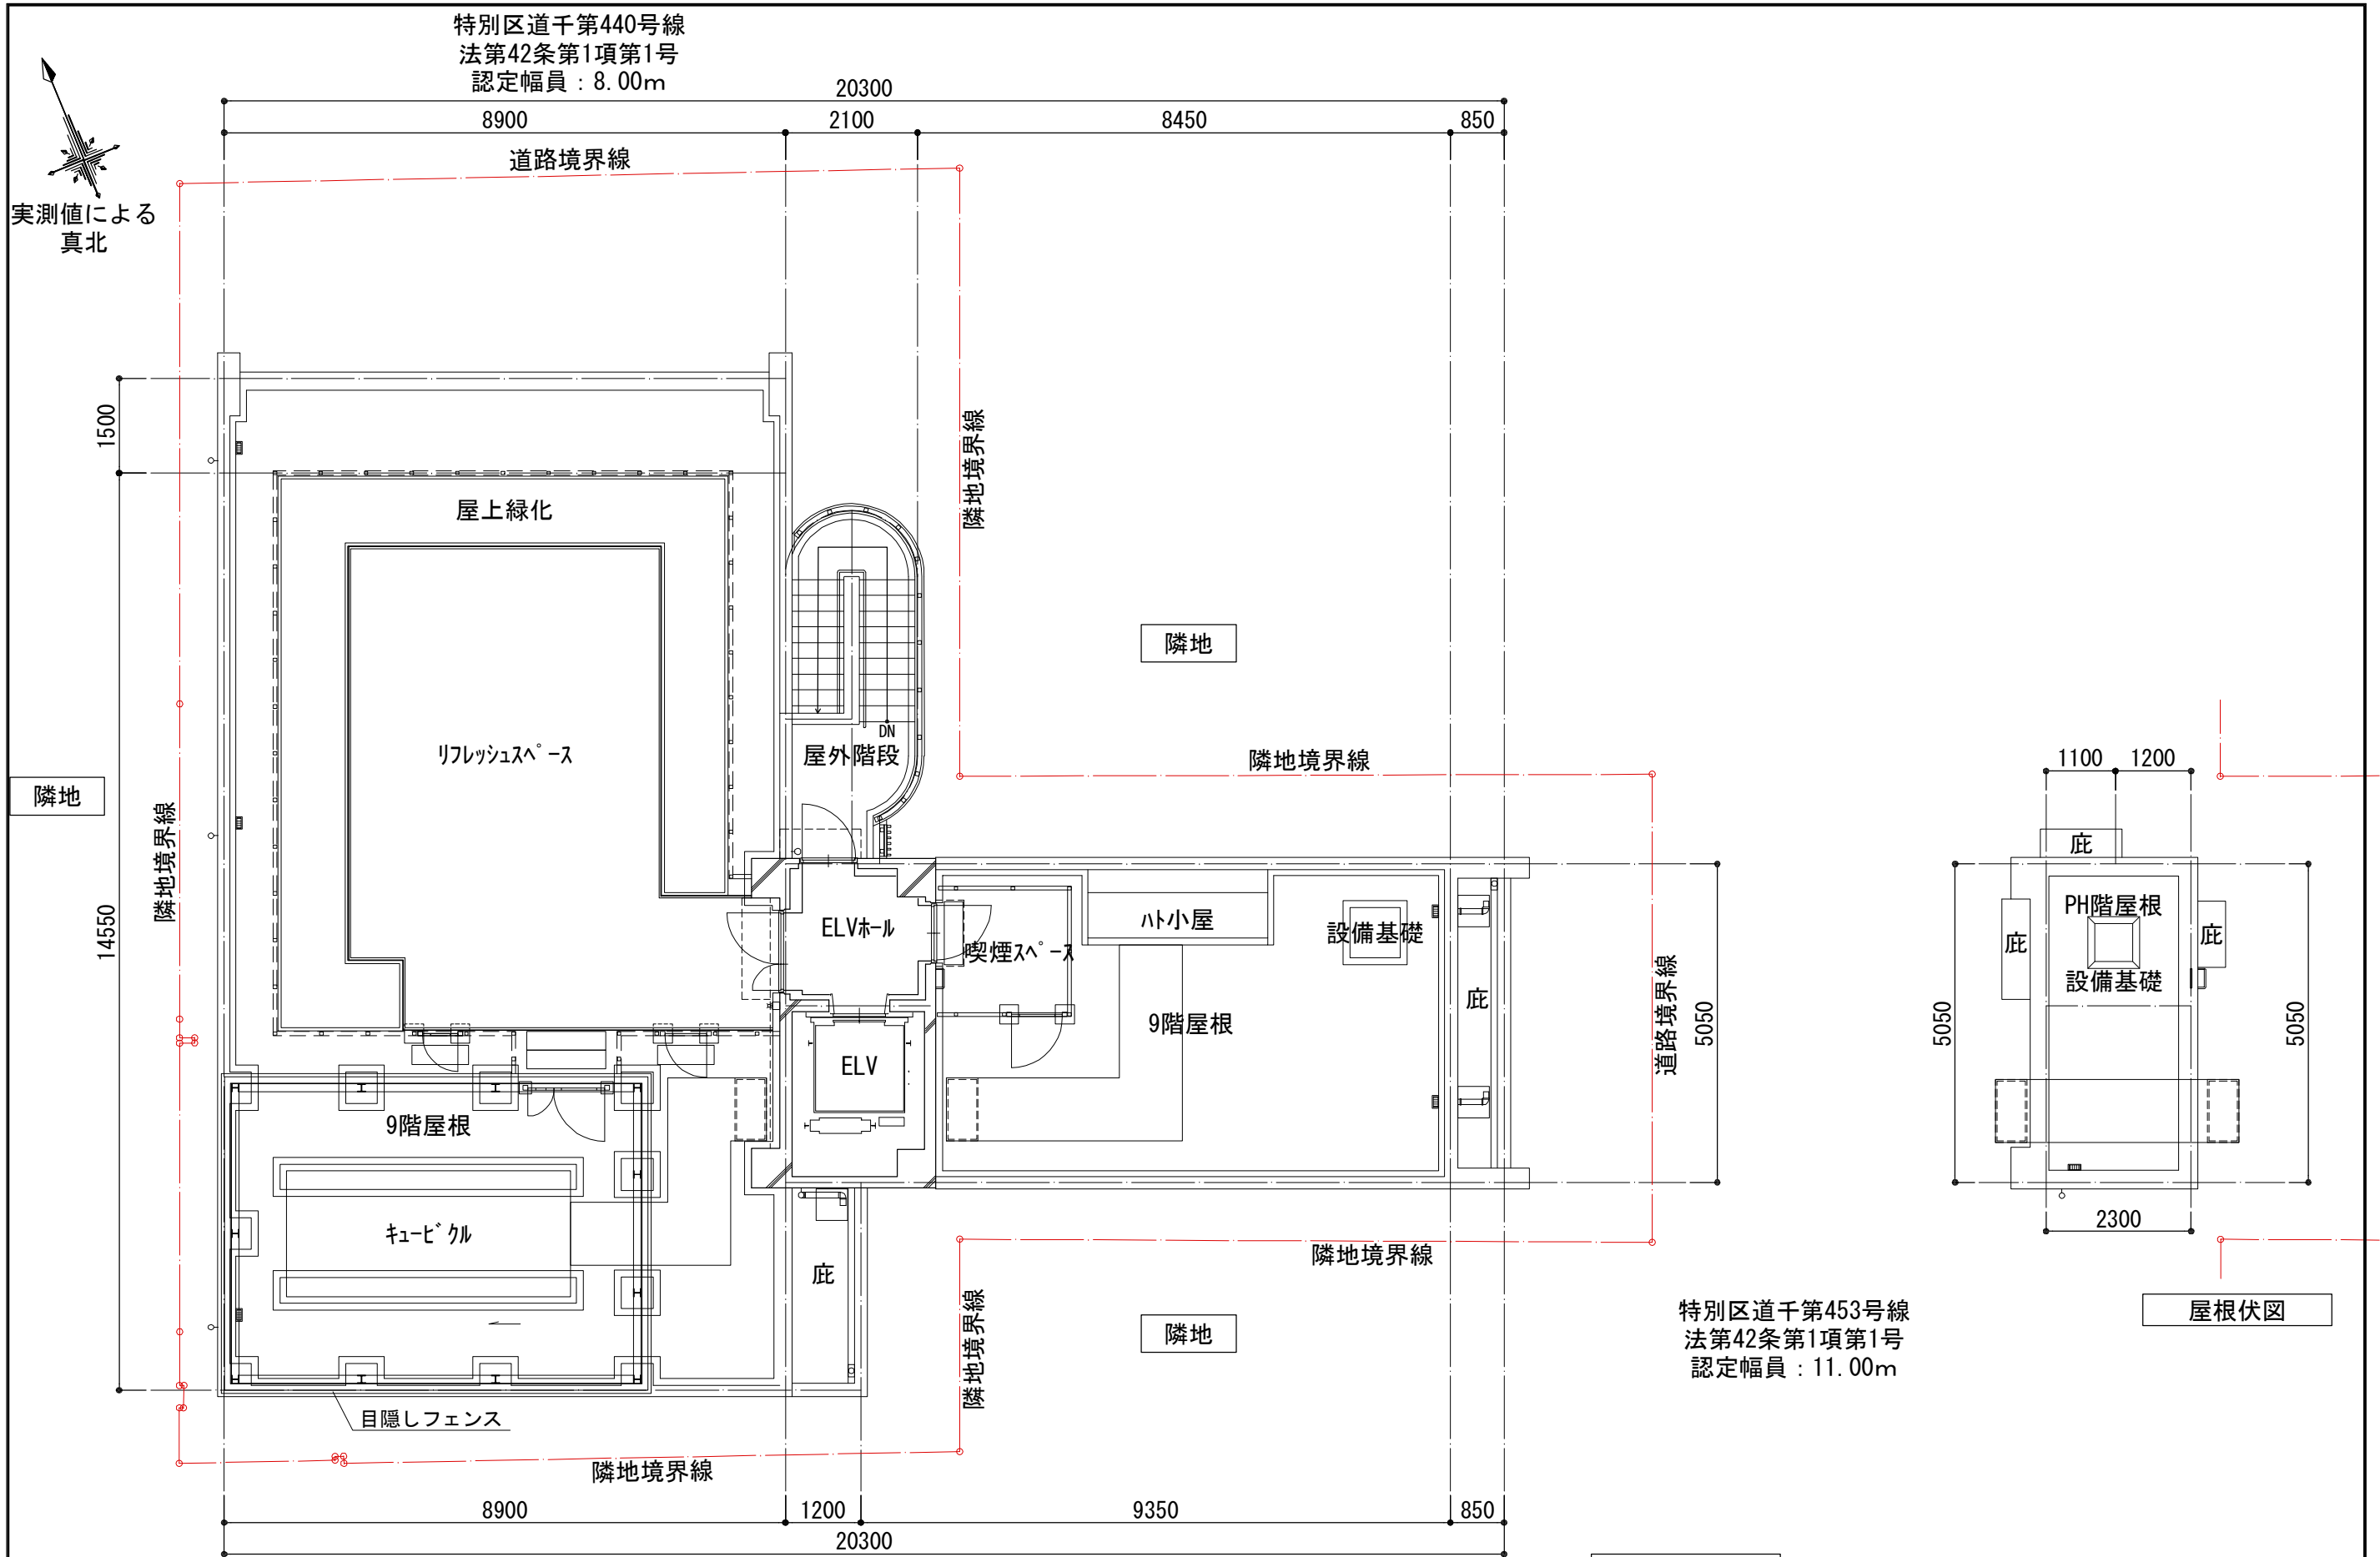 特別区道千第440号線
法第42条第1項第1号
認定幅員：8.00m
20300
8900
2100
8450
850
道路境界線
実測値による
真北
1500
14550
隣地境界線
隣地
屋上緑化
リフレッシュスペース
隣地境界線
隣地
DN
屋外階段
隣地境界線
ELVホール
喫煙スペース
ハト小屋
設備基礎
庇
9階屋根
道路境界線
5050
ELV
9階屋根
キュービクル
庇
隣地境界線
隣地境界線
隣地
目隠しフェンス
隣地境界線
8900
1200
9350
850
20300
1100
1200
庇
PH階屋根
庇
庇
設備基礎
5050
5050
2300
屋根伏図
特別区道千第453号線
法第42条第1項第1号
認定幅員：11.00m